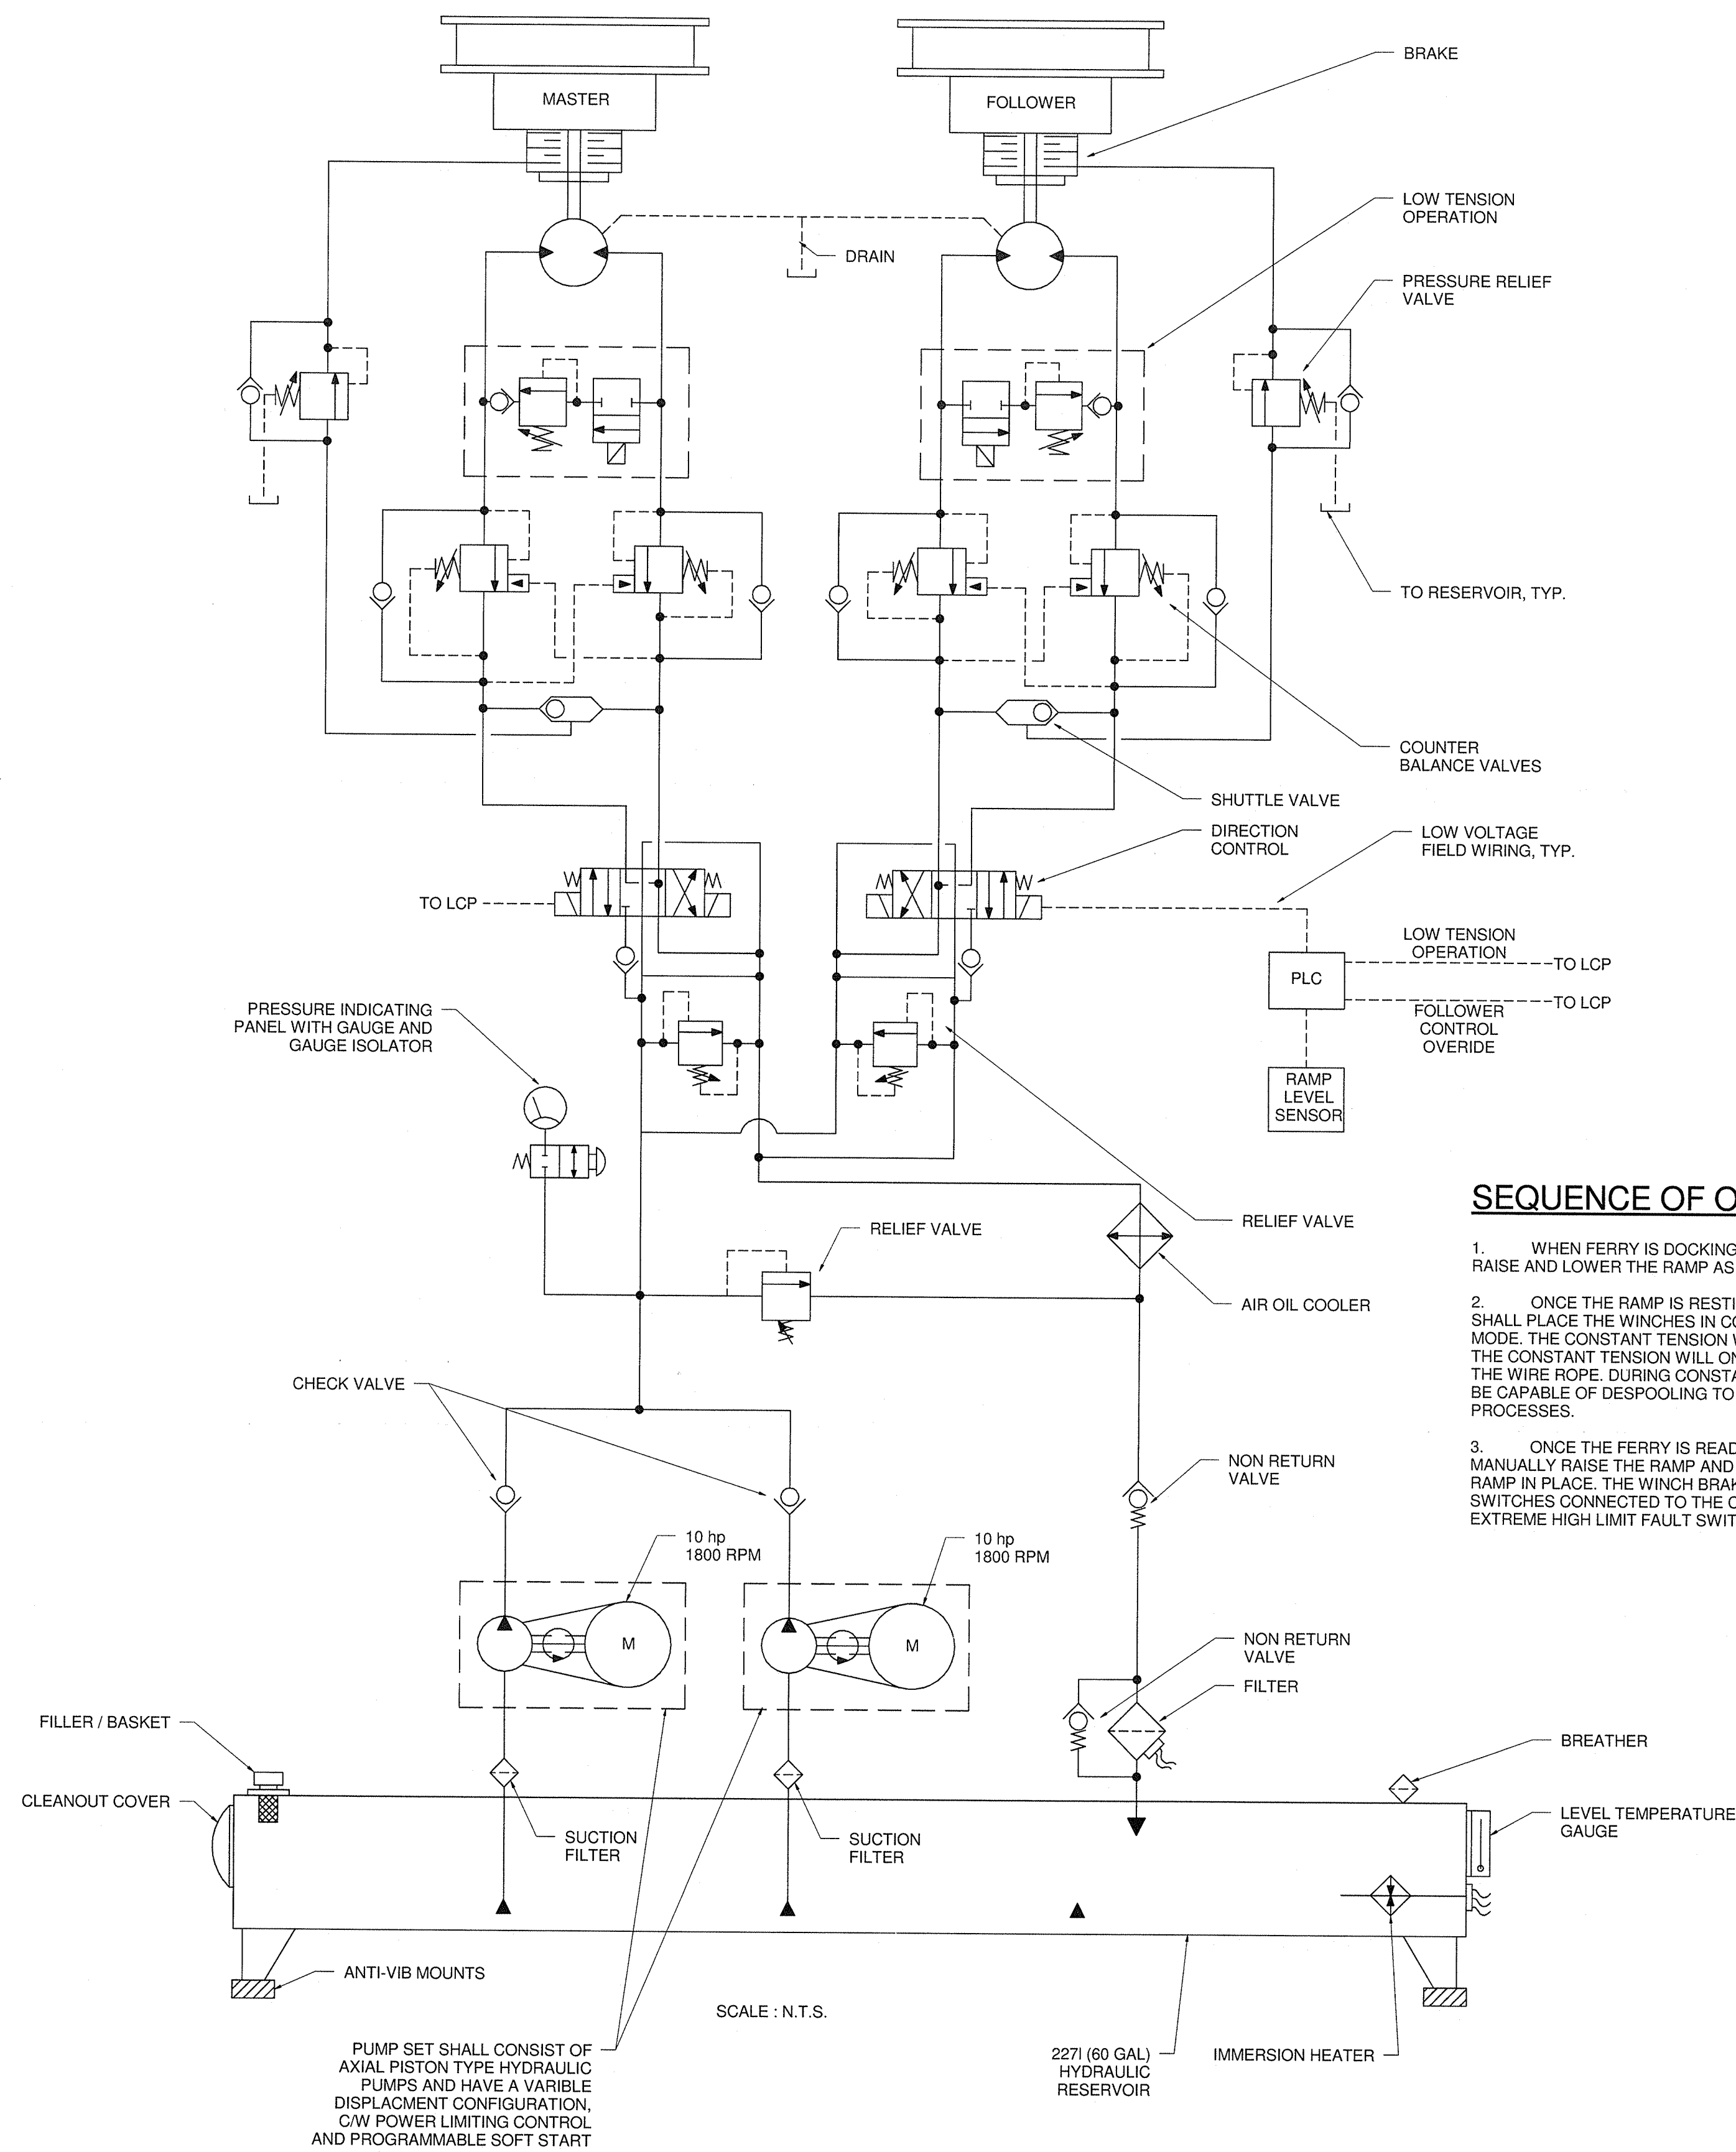 BRAKE
MASTER
FOLLOWER
LOW TENSION
OPERATION
DRAIN
PRESSURE RELIEF
VALVE
TO RESERVOIR, TYP.
COUNTER
BALANCE VALVES
SHUTTLE VALVE
DIRECTION
CONTROL
LOW VOLTAGE
FIELD WIRING, TYP.
TO LCP
LOW TENSION
OPERATION
TO LCP
PLC
TO LCP
FOLLOWER
CONTROL
OVERIDE
PRESSURE INDICATING
PANEL WITH GAUGE AND
GAUGE ISOLATOR
RAMP
LEVEL
SENSOR
RELIEF VALVE
RELIEF VALVE
AIR OIL COOLER
SEQUENCE OF O
1. WHEN FERRY IS DOCKING
RAISE AND LOWER THE RAMP AS
2. ONCE THE RAMP IS RESTI
SHALL PLACE THE WINCHES IN CO
MODE. THE CONSTANT TENSION W
THE CONSTANT TENSION WILL ON
THE WIRE ROPE. DURING CONSTA
BE CAPABLE OF DESPOOLING TO
PROCESSES.
3. ONCE THE FERRY IS READ
MANUALLY RAISE THE RAMP AND
RAMP IN PLACE. THE WINCH BRAK
SWITCHES CONNECTED TO THE C
EXTREME HIGH LIMIT FAULT SWIT
CHECK VALVE
NON RETURN
VALVE
10 hp
1800 RPM
10 hp
1800 RPM
M
M
NON RETURN
VALVE
FILTER
FILLER / BASKET
BREATHER
CLEANOUT COVER
LEVEL TEMPERATURE
GAUGE
SUCTION
FILTER
SUCTION
FILTER
ANTI-VIB MOUNTS
SCALE : N.T.S.
PUMP SET SHALL CONSIST OF
AXIAL PISTON TYPE HYDRAULIC
PUMPS AND HAVE A VARIBLE
DISPLACMENT CONFIGURATION,
C/W POWER LIMITING CONTROL
AND PROGRAMMABLE SOFT START
227l (60 GAL)
HYDRAULIC
RESERVOIR
IMMERSION HEATER